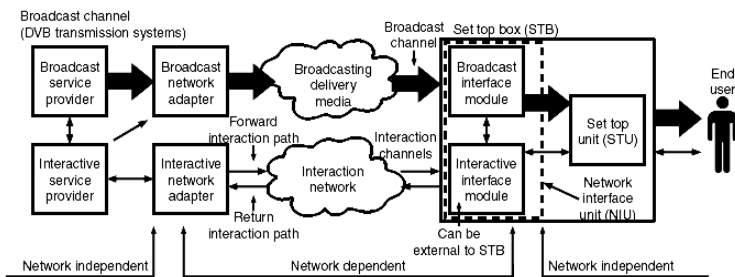 Broadcast channel
(DVB transmission systems)
Broadcast
service
provider
Broadcast
network
adapter
Broadcasting
delivery
media
Broadcast
channel
Set top box (STB)
Broadcast
interface
module
End
user
Set top
unit (STU)
Forward
interaction path
Interaction
channels
Interactive
service
provider
Interactive
network
adapter
Interaction
network
Interactive
interface
module
Return
interaction path
Network
interface
unit (NIU)
Can be
external to STB
Network independent
Network dependent
Network independent